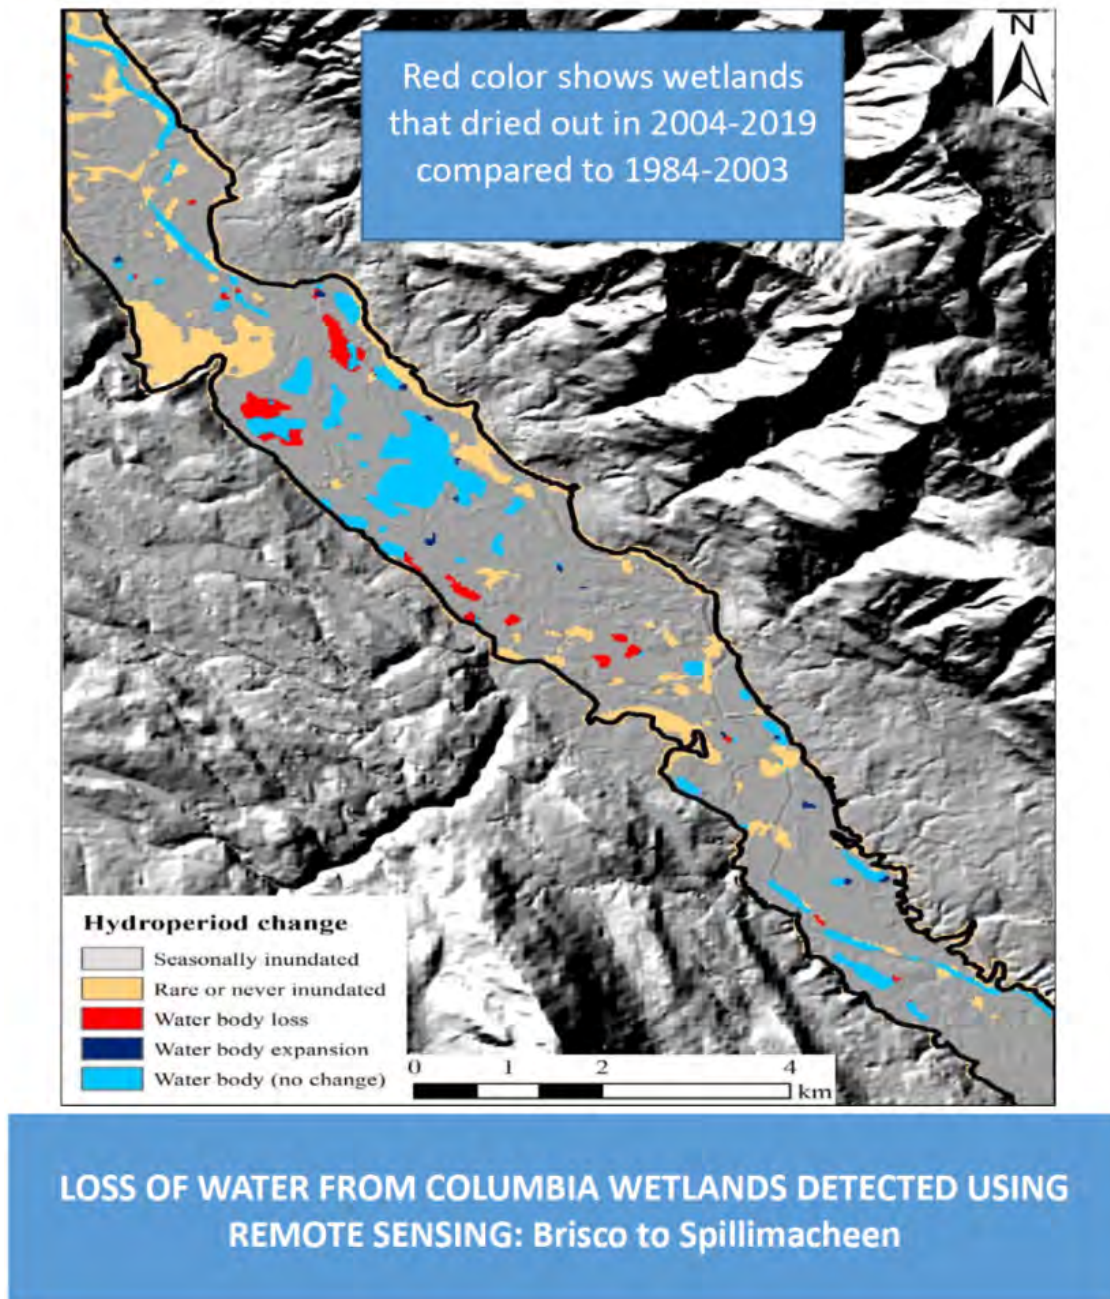 N
Red color shows wetlands
that dried out in 2004-2019
compared to 1984-2003
Hydroperiod change
Seasonally inundated
Rare or never inundated
Water body loss
Water body expansion
Water body (no change)
0 1 2 4
km
LOSS OF WATER FROM COLUMBIA WETLANDS DETECTED USING
REMOTE SENSING: Brisco to Spillimacheen